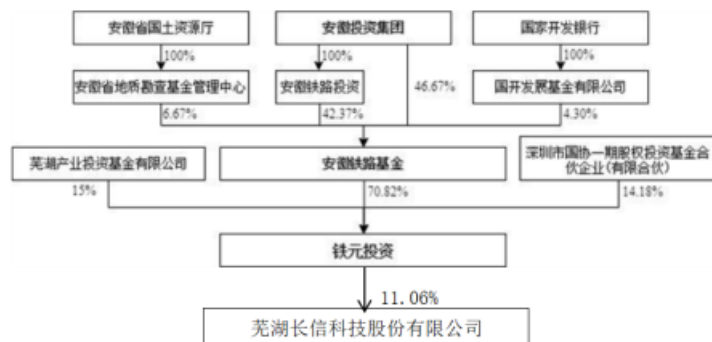 安徽省国土资源厅
安徽投资集团
国家开发银行
100%
100%
100%
安徽省地质勘查基金管理中心
安徽铁路投资
46.67%
国开发展基金有限公司
6.67%
42.37%
4.30%
芜湖产业投资基金有限公司
安徽铁路基金
深圳市国协一期股权投资基金合
伙企业(有限合伙)
15%
70.82%
14.18%
铁元投资
11.06%
芜湖长信科技股份有限公司